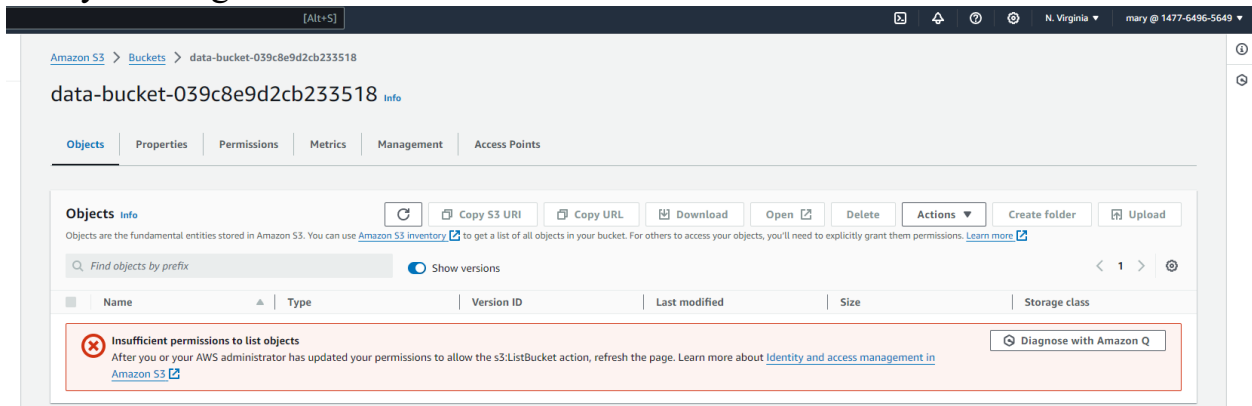 [Alt+S] N. Virginia ▼ mary @ 1477-6496-5649 ▼
Amazon S3 > Buckets > data-bucket-039c8e9d2cb233518
data-bucket-039c8e9d2cb233518 Info
Objects Properties Permissions Metrics Management Access Points
Objects Info Copy S3 URI Copy URL Download Open Delete Actions ▼ Create folder Upload
Objects are the fundamental entities stored in Amazon S3. You can use Amazon S3 inventory to get a list of all objects in your bucket. For others to access your objects, you'll need to explicitly grant them permissions. Learn more
Find objects by prefix Show versions < 1 >
Name ▲ Type Version ID Last modified Size Storage class
Insufficient permissions to list objects Diagnose with Amazon Q
After you or your AWS administrator has updated your permissions to allow the s3:ListBucket action, refresh the page. Learn more about Identity and access management in
Amazon S3